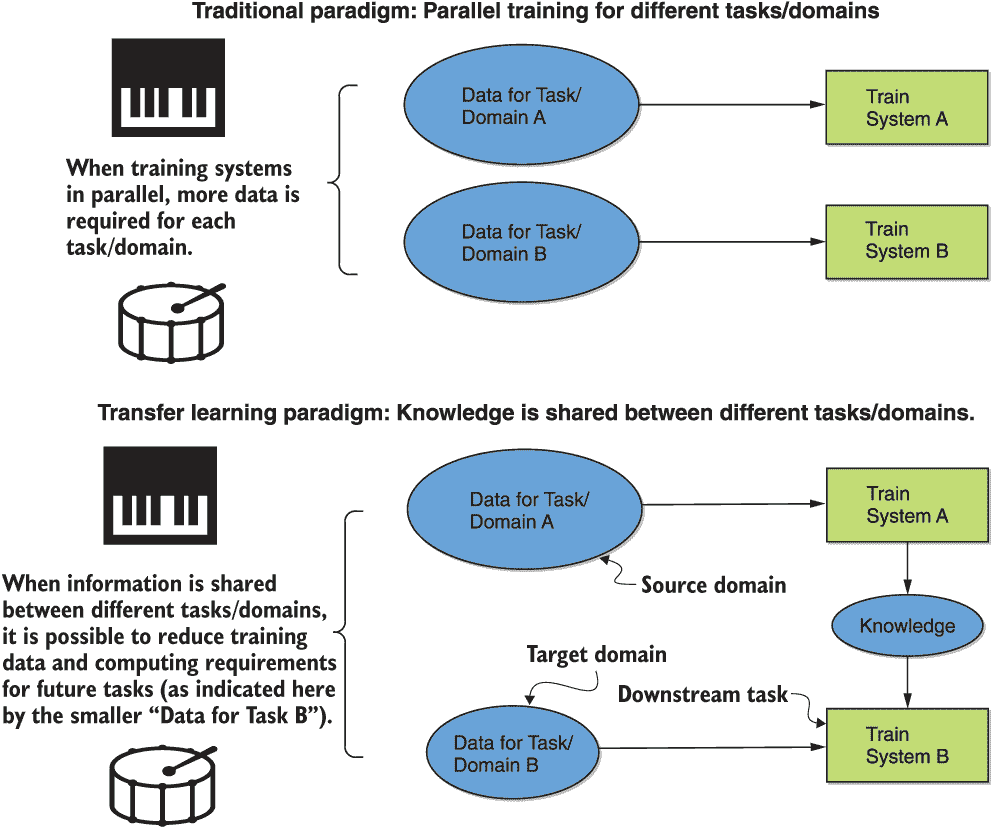 Traditional paradigm: Parallel training for different tasks/domains
When training systems
in parallel, more data is
required for each
task/domain.
Data for Task/
Domain A
Train
System A
Data for Task/
Domain B
Train
System B
Transfer learning paradigm: Knowledge is shared between different tasks/domains.
When information is shared
between different tasks/domains,
it is possible to reduce training
data and computing requirements
for future tasks (as indicated here
by the smaller “Data for Task B”).
Data for Task/
Domain A
Train
System A
Source domain
Knowledge
Target domain
Downstream task
Data for Task/
Domain B
Train
System B